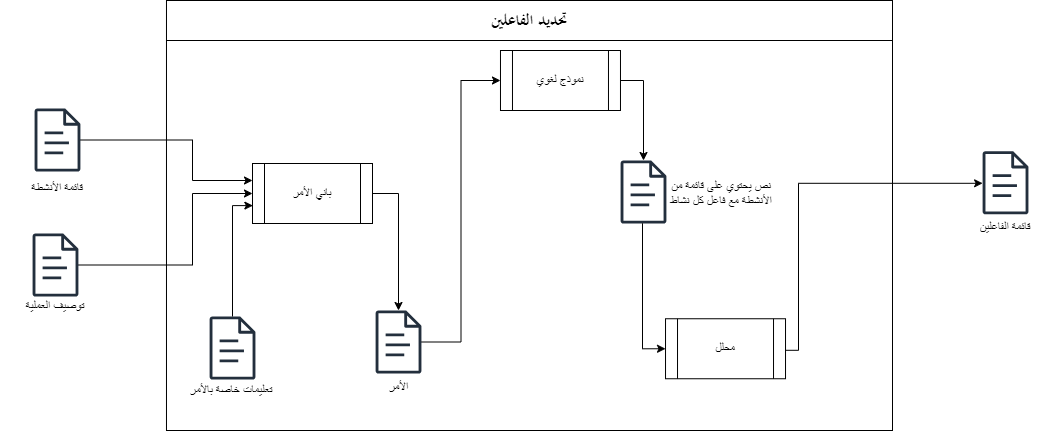 تحديد الفاعلين
نموذج لغوي
قائمة الأنشطة
باني الأمر
نص يحتوي على قائمة من
الأنشطة مع فاعل كل نشاط
قائمة الفاعلين
توصيف العملية
محلل
تعليمات خاصة بالأمر
الأمر